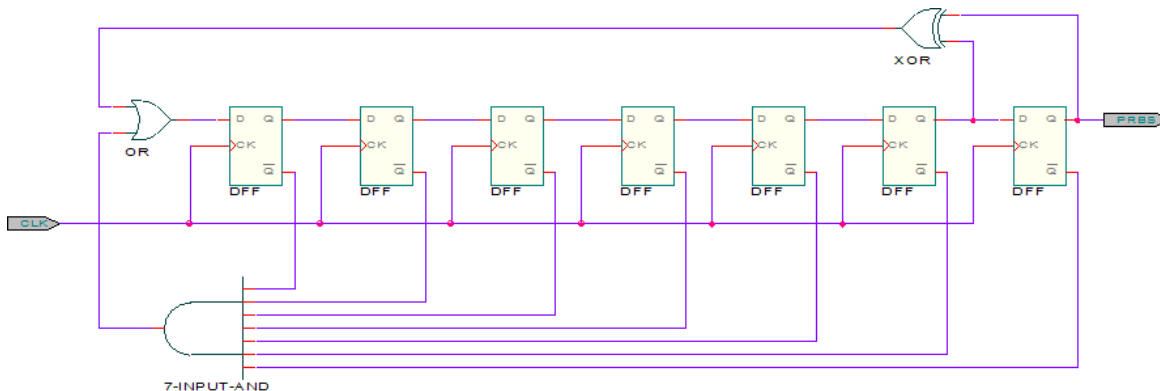 XOR
D Q D Q D Q D Q D Q D Q D Q
PRBS
OR
CK CK CK CK CK CK CK
Q Q Q Q Q Q Q
DFF DFF DFF DFF DFF DFF DFF
CLK
7-INPUT-AND